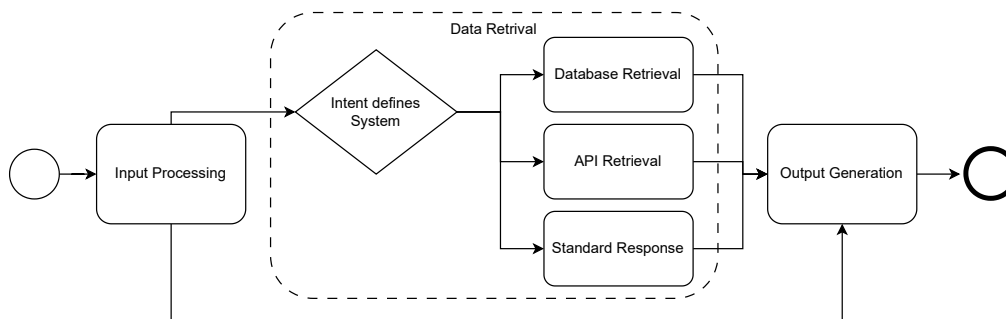 Data Retrival
Intent defines
System
Database Retrieval
Input Processing
API Retrieval
Output Generation
Standard Response